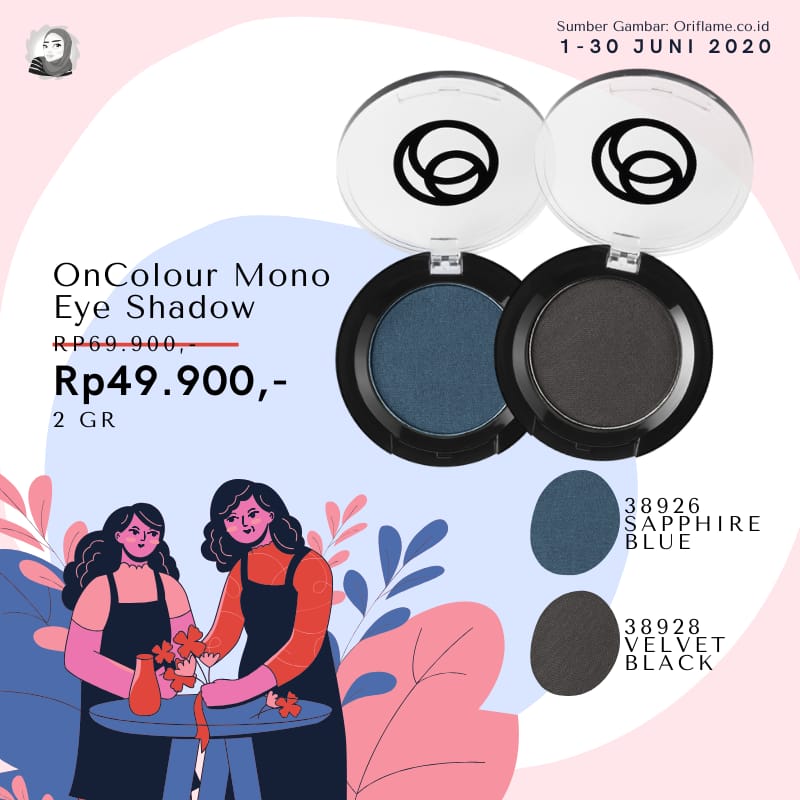 Sumber Gambar: Oriflame.co.id
1-30 JUNI 2020
OnColour Mono
Eye Shadow
RP69.900,-
Rp49.900,-
2 GR
38926
SAPPHIRE
BLUE
38928
VELVET
BLACK